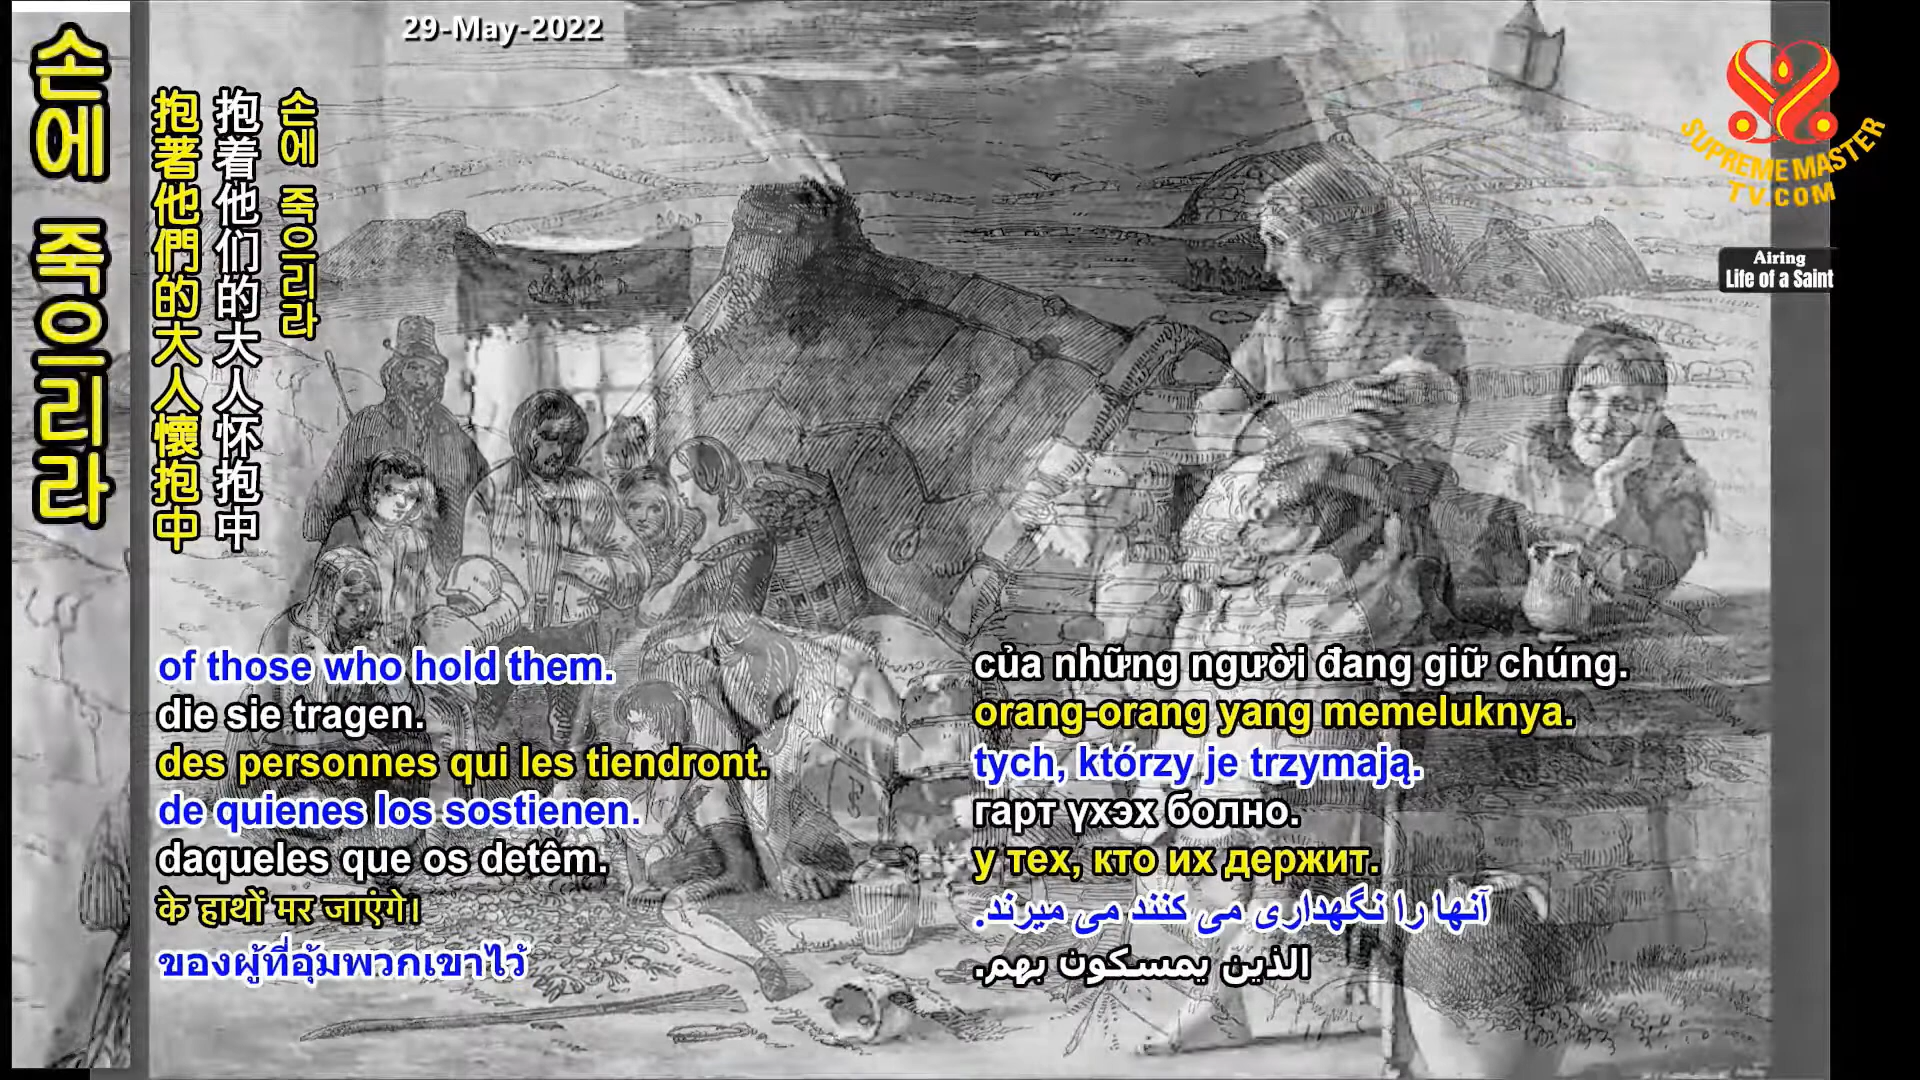 29-May-2022
손에 죽으리라
抱著他們的大人懷抱中
抱着他们的大人怀抱中
손에 죽으리라
SUPREME MASTER
TV.COM
Airing
Life of a Saint
of those who hold them.
die sie tragen.
des personnes qui les tiendront.
de quienes los sostienen.
daqueles que os detêm.
के हाथों मर जाएंगे।
ของผู้ที่อุ้มพวกเขาไว้
của những người đang giữ chúng.
orang-orang yang memeluknya.
tych, którzy je trzymają.
гарт үхэх болно.
у тех, кто их держит.
آنها را نگهداری می کنند می میرند.
الذين يمسكون بهم.